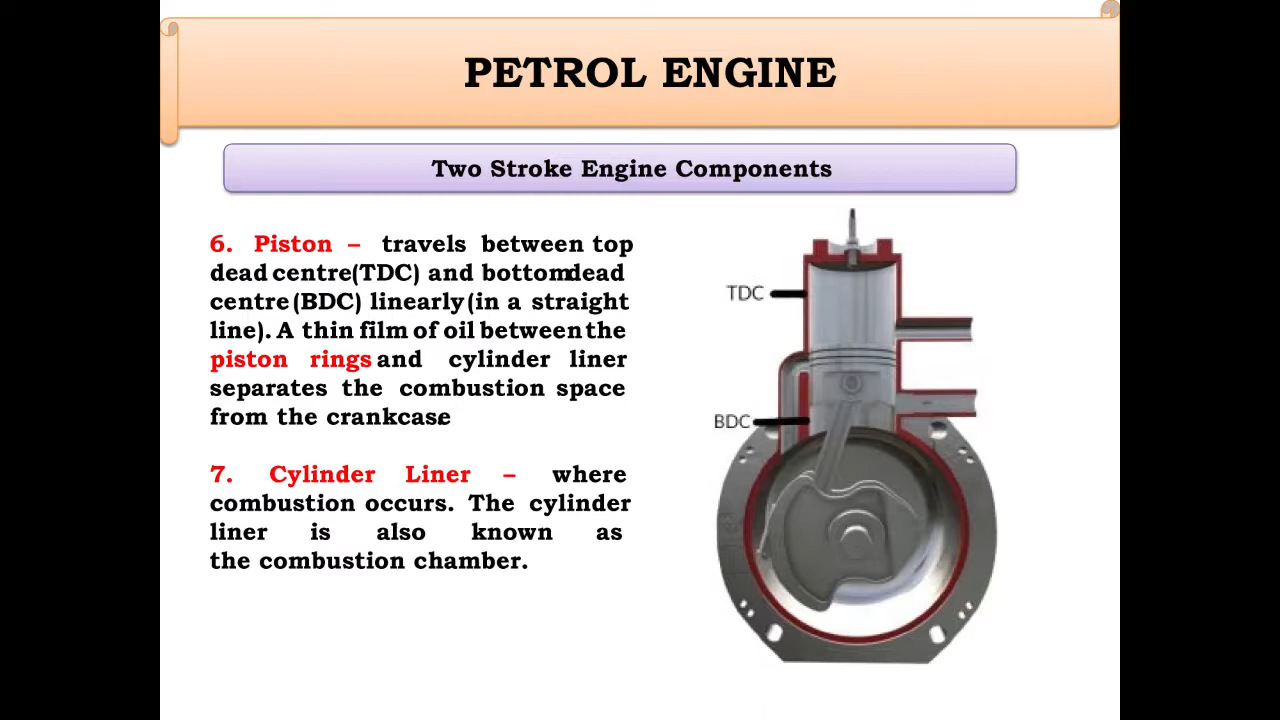 PETROL ENGINE
Two Stroke Engine Components
6. Piston – travels between top
dead centre(TDC) and bottomdead
centre (BDC) linearly (in a straight
line). A thin film of oil between the
piston rings and cylinder liner
separates the combustion space
from the crankcase
7. Cylinder Liner – where
combustion occurs. The cylinder
liner is also known as
the combustion chamber.
TDC
BDC